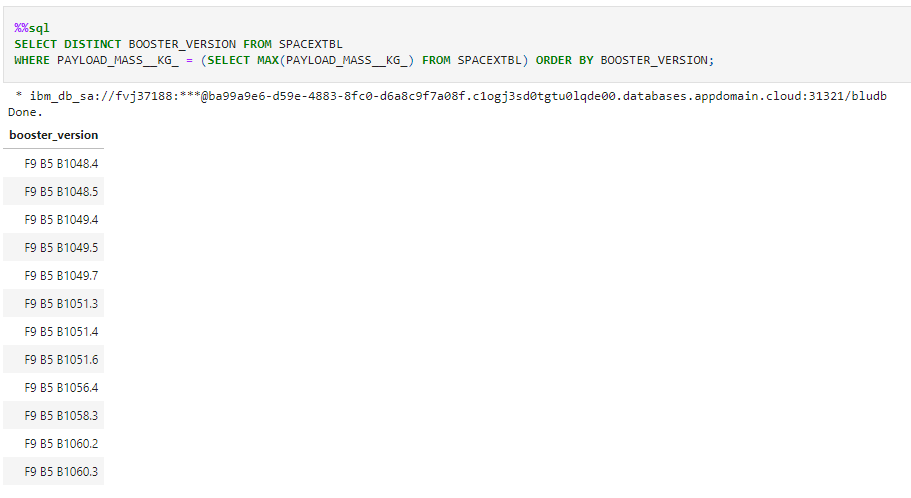 %%sql
SELECT DISTINCT BOOSTER_VERSION FROM SPACEXTBL
WHERE PAYLOAD_MASS__KG_ = (SELECT MAX(PAYLOAD_MASS__KG_) FROM SPACEXTBL) ORDER BY BOOSTER_VERSION;
* ibm_db_sa://fvj37188:***@ba99a9e6-d59e-4883-8fc0-d6a8c9f7a08f.c1ogj3sd0tgtu0lqde00.databases.appdomain.cloud:31321/bludb
Done.
booster_version
F9 B5 B1048.4
F9 B5 B1048.5
F9 B5 B1049.4
F9 B5 B1049.5
F9 B5 B1049.7
F9 B5 B1051.3
F9 B5 B1051.4
F9 B5 B1051.6
F9 B5 B1056.4
F9 B5 B1058.3
F9 B5 B1060.2
F9 B5 B1060.3